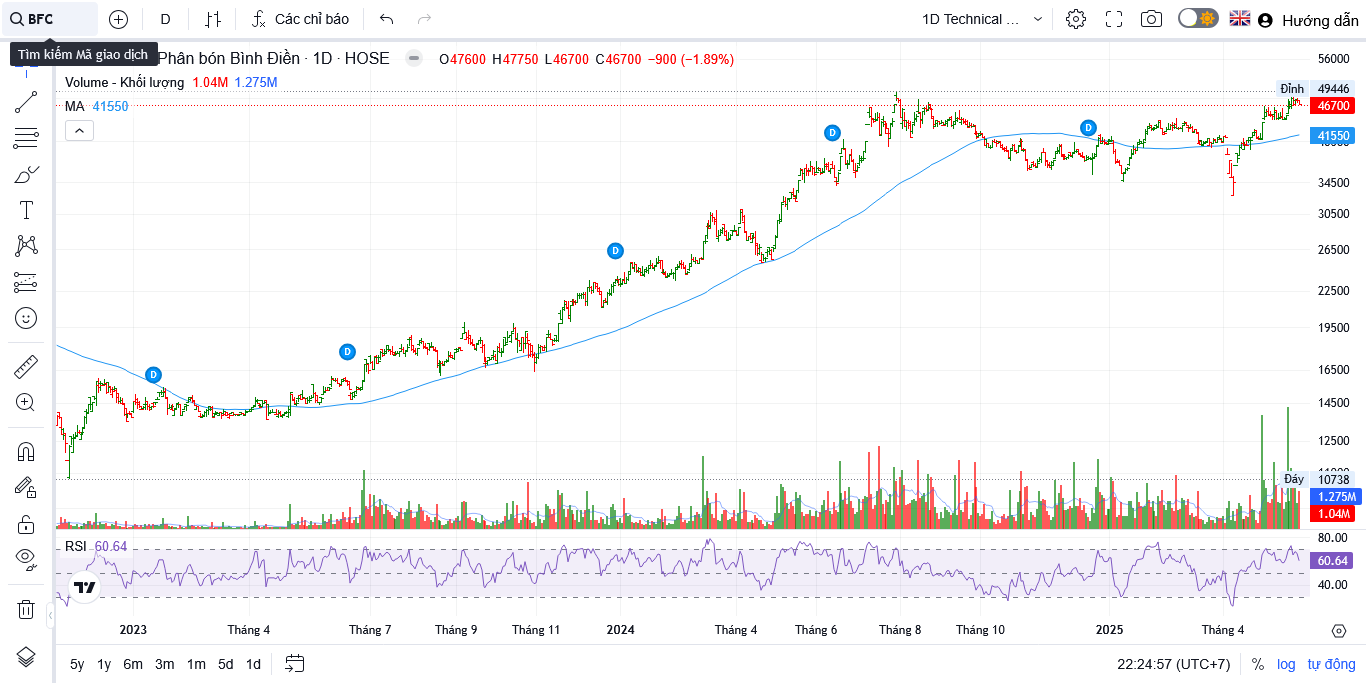 BFC
D
Các chỉ báo
1D Technical ...
Hướng dẫn
Tìm kiếm Mã giao dịch
Phân bón Bình Điền · 1D · HOSE
O47600 H47750 L46700 C46700 −900 (−1.89%)
Volume - Khối lượng 1.04M 1.275M
MA 41550
56000
Đỉnh 49446
46700
41550
34500
30500
26500
22500
19500
16500
14500
12500
Đáy 10738
1.275M
1.04M
D
D
D
D
D
RSI 60.64
80.00
60.64
40.00
2023 Tháng 4 Tháng 7 Tháng 9 Tháng 11 2024 Tháng 4 Tháng 6 Tháng 8 Tháng 10 2025 Tháng 4
5y 1y 6m 3m 1m 5d 1d
22:24:57 (UTC+7) % log tự động